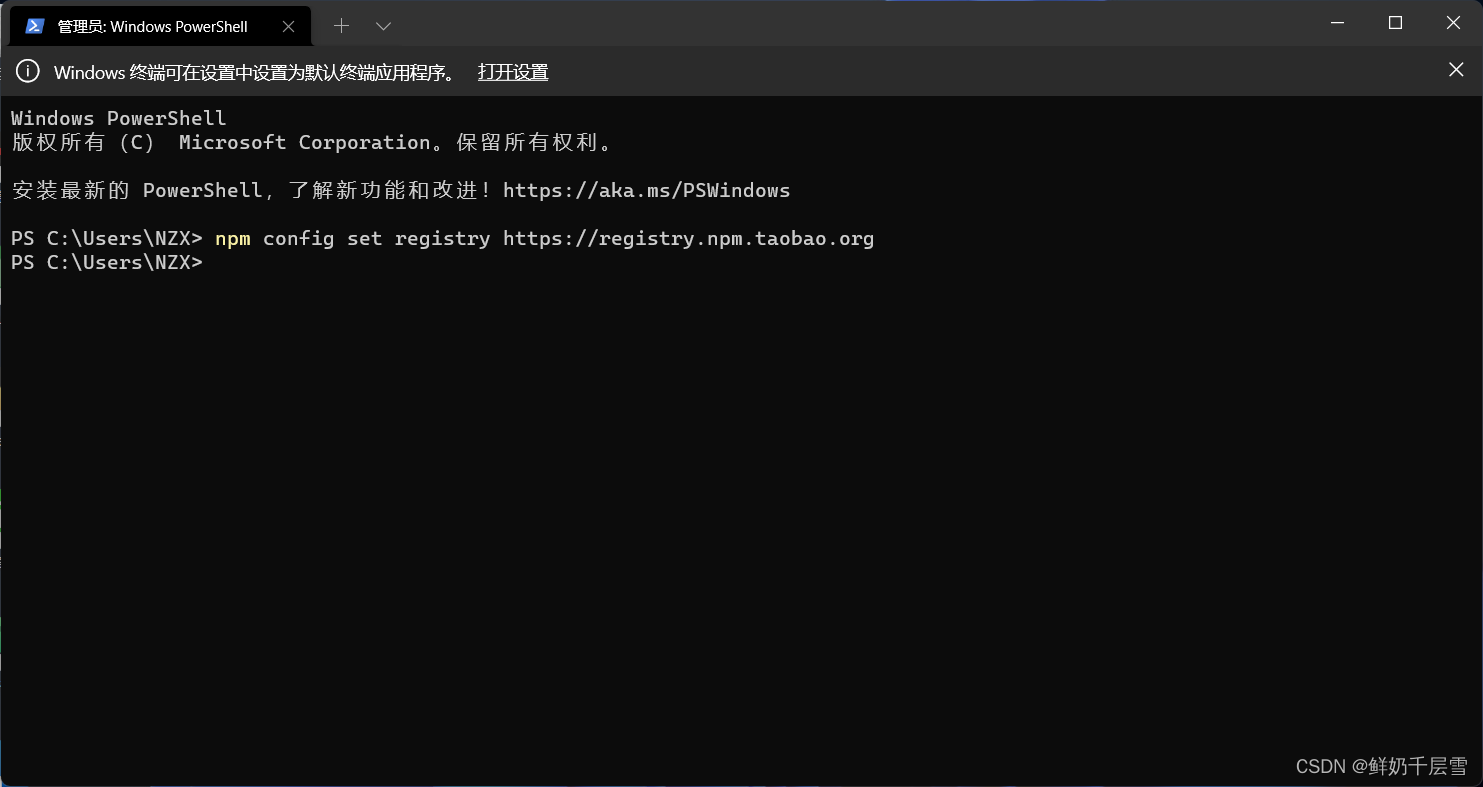 管理员: Windows PowerShell
Windows 终端可在设置中设置为默认终端应用程序。 打开设置
Windows PowerShell
版权所有（C） Microsoft Corporation。保留所有权利。
安装最新的 PowerShell，了解新功能和改进！https://aka.ms/PSWindows
PS C:\Users\NZX> npm config set registry https://registry.npm.taobao.org
PS C:\Users\NZX>
CSDN @鲜奶千层雪